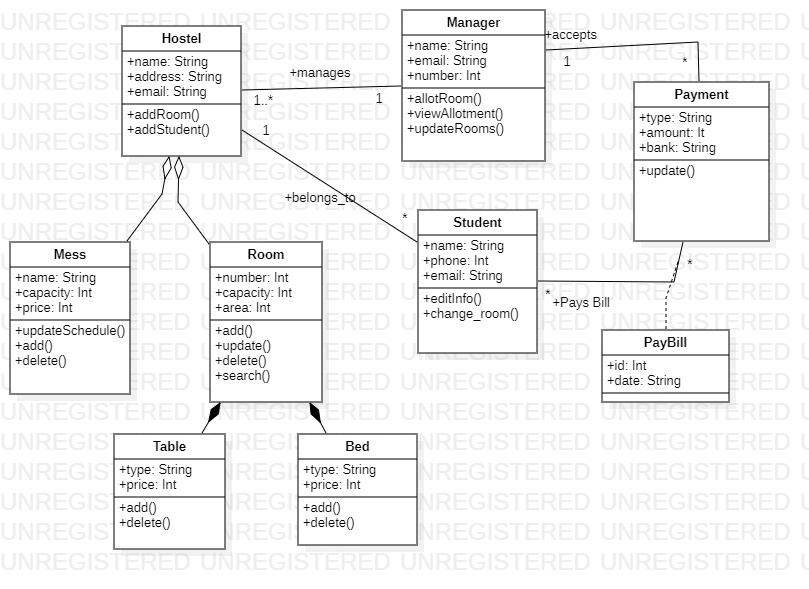 Hostel
+name: String
+address: String
+email: String
+addRoom()
+addStudent()
+manages
1..*
1
Manager
+name: String
+email: String
+number: Int
+allotRoom()
+viewAllotment()
+updateRooms()
+accepts
1
*
Payment
+type: String
+amount: It
+bank: String
+update()
1
+belongs_to
*
Student
+name: String
+phone: Int
+email: String
+editInfo()
+change_room()
*
+Pays Bill
*
PayBill
+id: Int
+date: String
Mess
+name: String
+capacity: Int
+price: Int
+updateSchedule()
+add()
+delete()
Room
+number: Int
+capacity: Int
+area: Int
+add()
+update()
+delete()
+search()
Table
+type: String
+price: Int
+add()
+delete()
Bed
+type: String
+price: Int
+add()
+delete()
UNREGISTERED